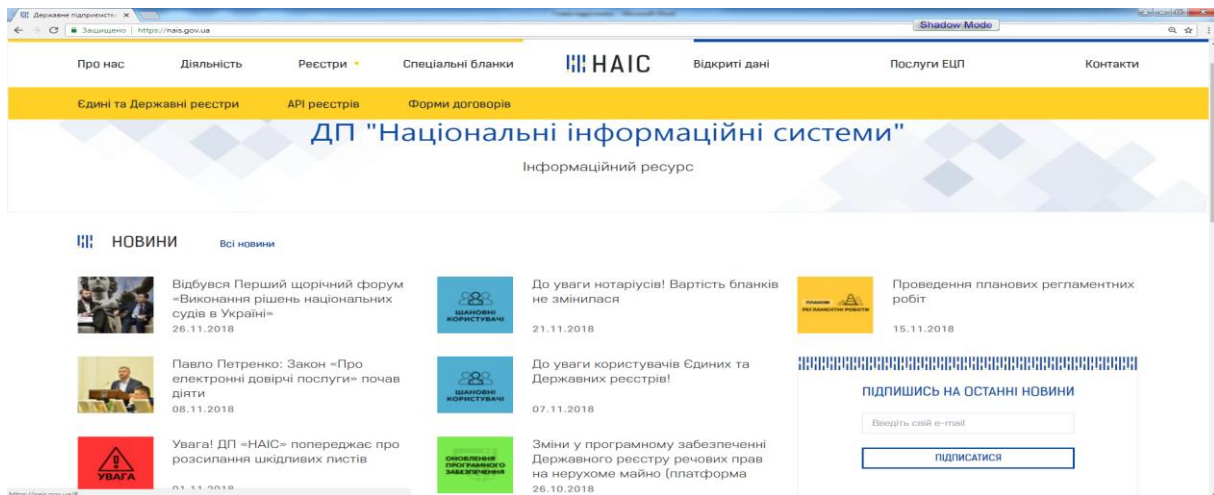 Державне підприємств
Shadow Mode
Защищено | https://nais.gov.ua
Про нас Діяльність Реєстри Спеціальні бланки НАІС Відкриті дані Послуги ЕЦП Контакти
Єдині та Державні реєстри АРІ реєстрів Форми договорів
ДП "Національні інформаційні системи"
Інформаційний ресурс
НОВИНИ Всі новини
Відбувся Перший щорічний форум
«Виконання рішень національних
судів в Україні»
26.11.2018
ШАНОВНІ
КОРИСТУВАЧІ
До уваги нотаріусів! Вартість бланків
не змінилася
21.11.2018
ПЛАНОВІ
РЕГЛАМЕНТНІ РОБОТИ
Проведення планових регламентних
робіт
15.11.2018
Павло Петренко: Закон «Про
електронні довірчі послуги» почав
діяти
08.11.2018
ШАНОВНІ
КОРИСТУВАЧІ
До уваги користувачів Єдиних та
Державних реєстрів!
07.11.2018
ПІДПИШИСЬ НА ОСТАННІ НОВИНИ
Введіть свій e-mail
ПІДПИСАТИСЯ
УВАГА
Увага! ДП «НАІС» попереджає про
розсилання шкідливих листів
01.11.2018
ОНОВЛЕННЯ
ПРОГРАМНОГО
ЗАБЕЗПЕЧЕННЯ
Зміни у програмному забезпеченні
Державного реєстру речових прав
на нерухоме майно (платформа
26.10.2018